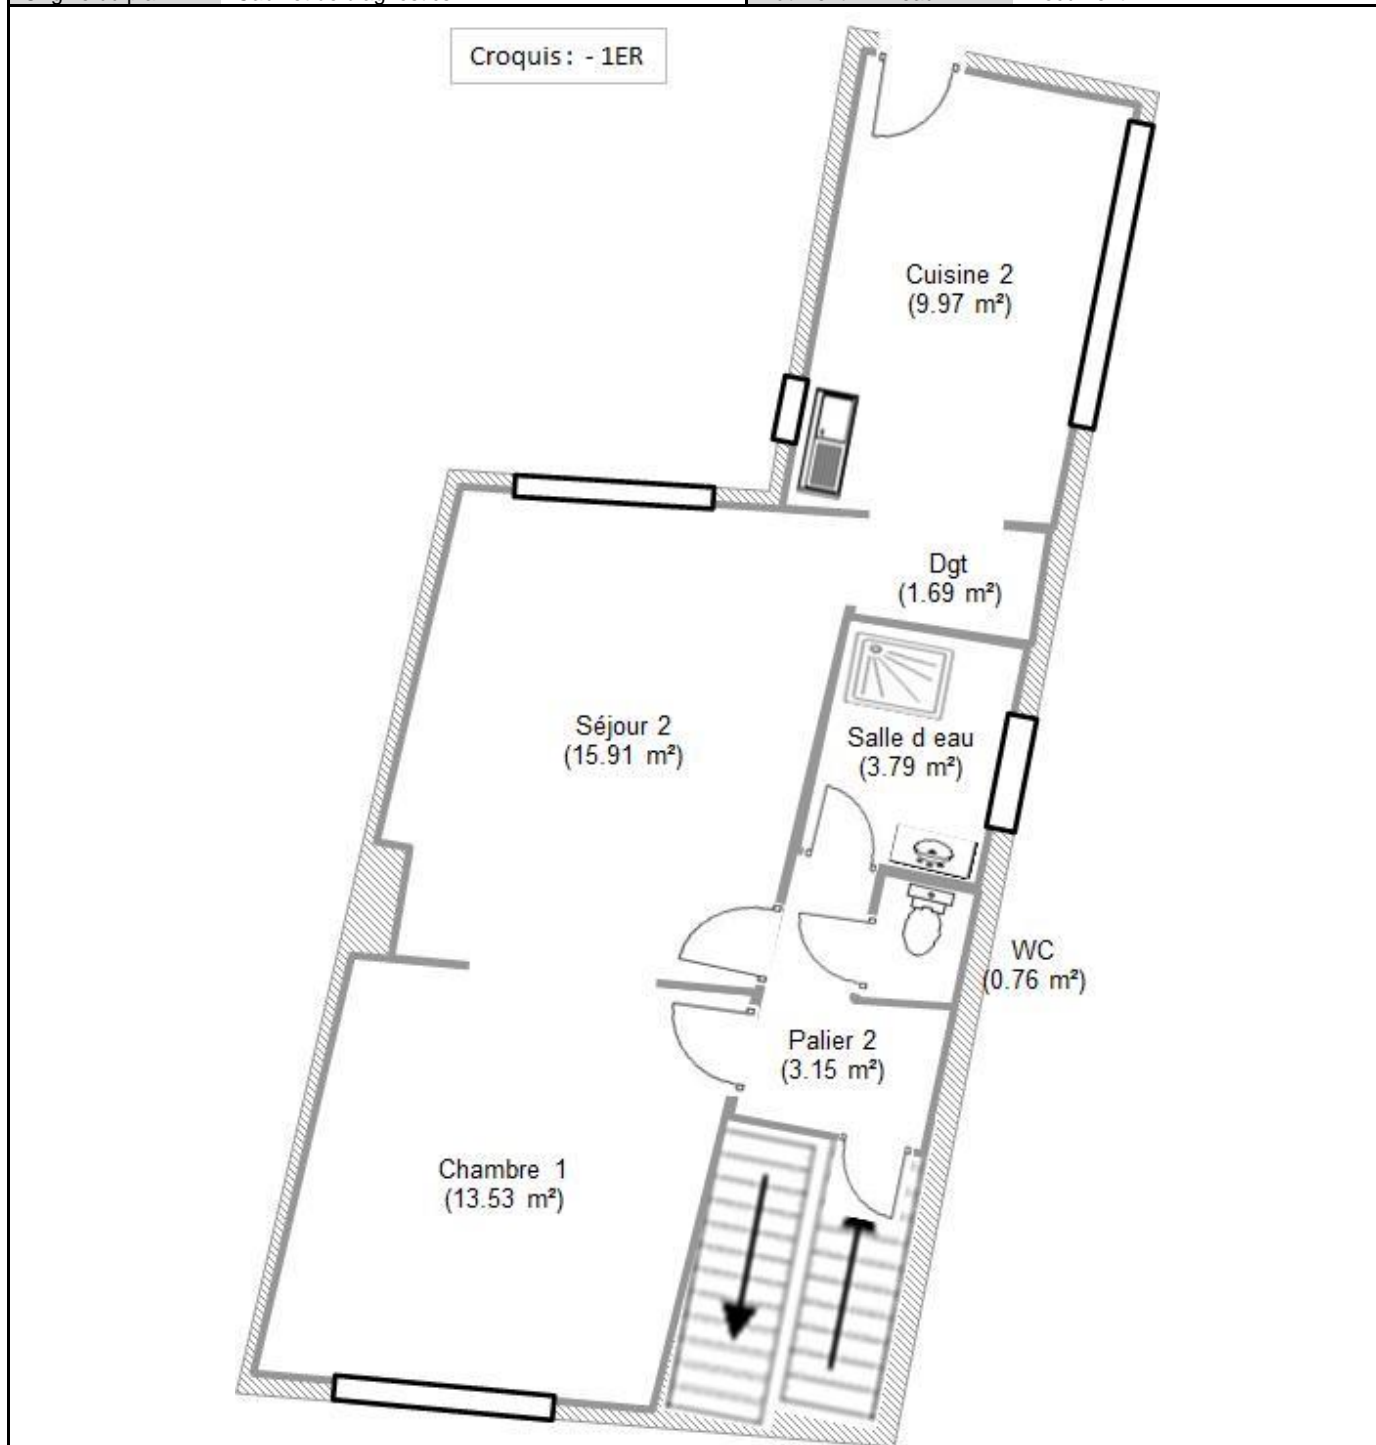 Croquis : - 1ER
Cuisine 2
(9.97 m²)
Dgt
(1.69 m²)
Séjour 2
(15.91 m²)
Salle d eau
(3.79 m²)
WC
(0.76 m²)
Palier 2
(3.15 m²)
Chambre 1
(13.53 m²)